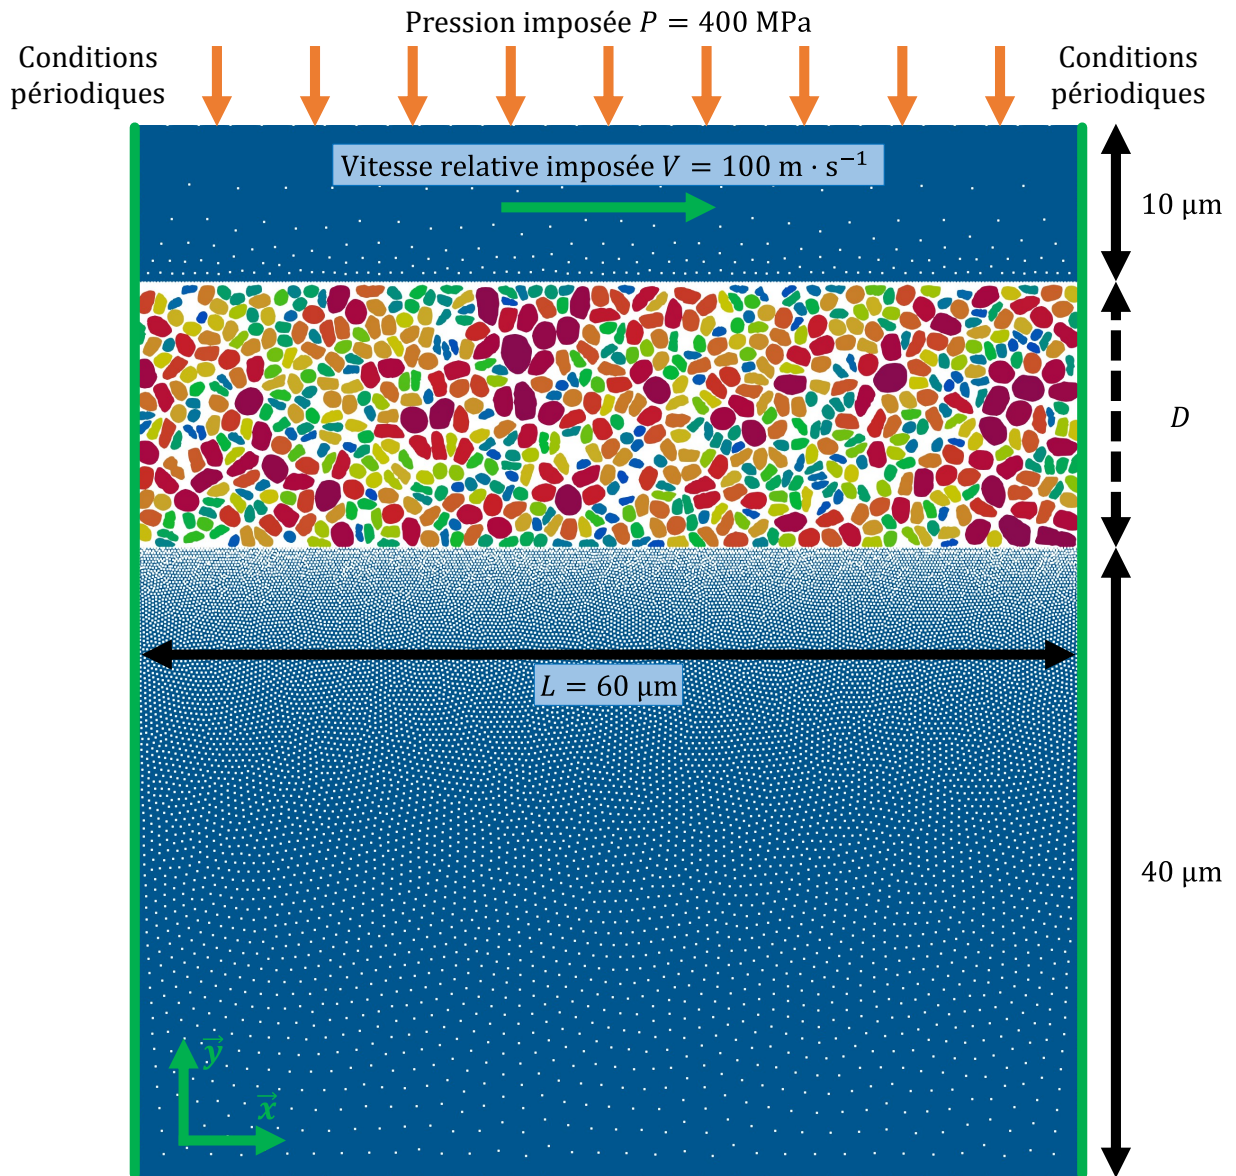 Pression imposée P = 400 MPa
Conditions
périodiques
Conditions
périodiques
Vitesse relative imposée V = 100 m · s⁻¹
10 μm
D
L = 60 μm
40 μm
y⃗
x⃗